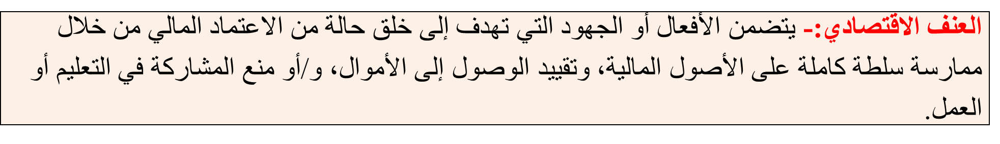 العنف الاقتصادي:- يتضمن الأفعال أو الجهود التي تهدف إلى خلق حالة من الاعتماد المالي من خلال
ممارسة سلطة كاملة على الأصول المالية، وتقييد الوصول إلى الأموال، و/أو منع المشاركة في التعليم أو
العمل.